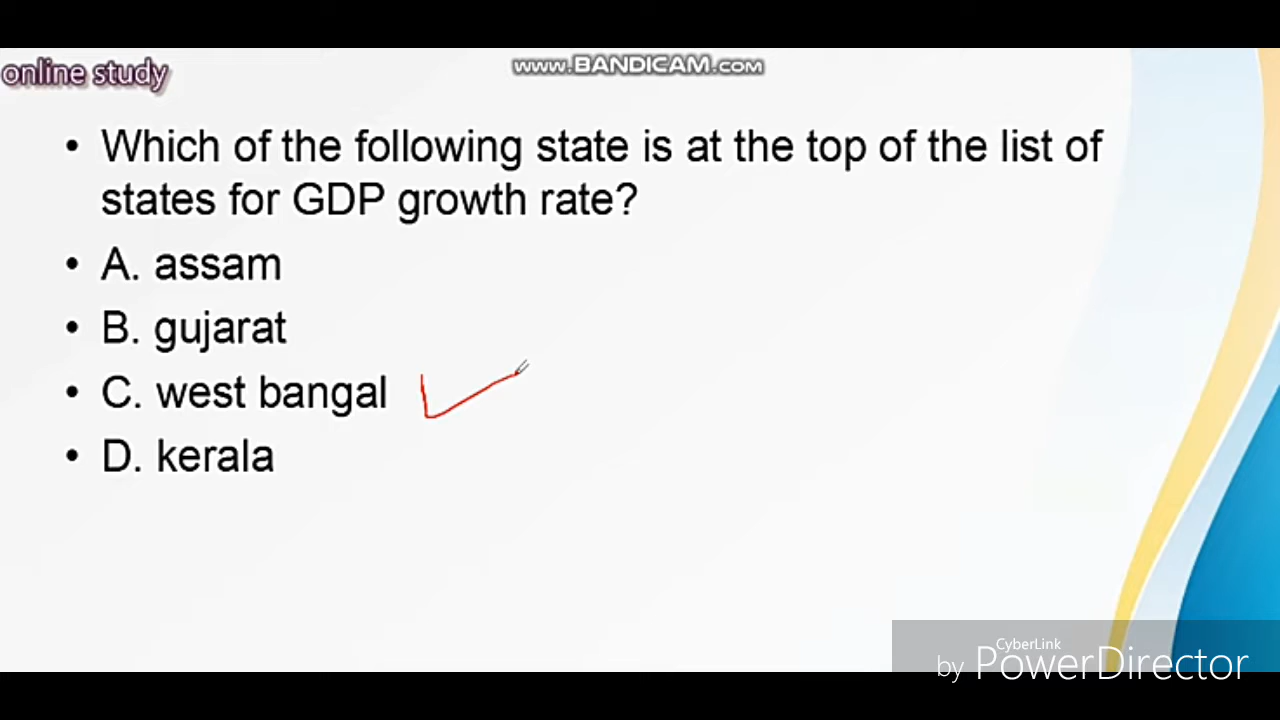 online study
www.BANDICAM.com
• Which of the following state is at the top of the list of
states for GDP growth rate?
• A. assam
• B. gujarat
• C. west bangal
• D. kerala
CyberLink
by PowerDirector